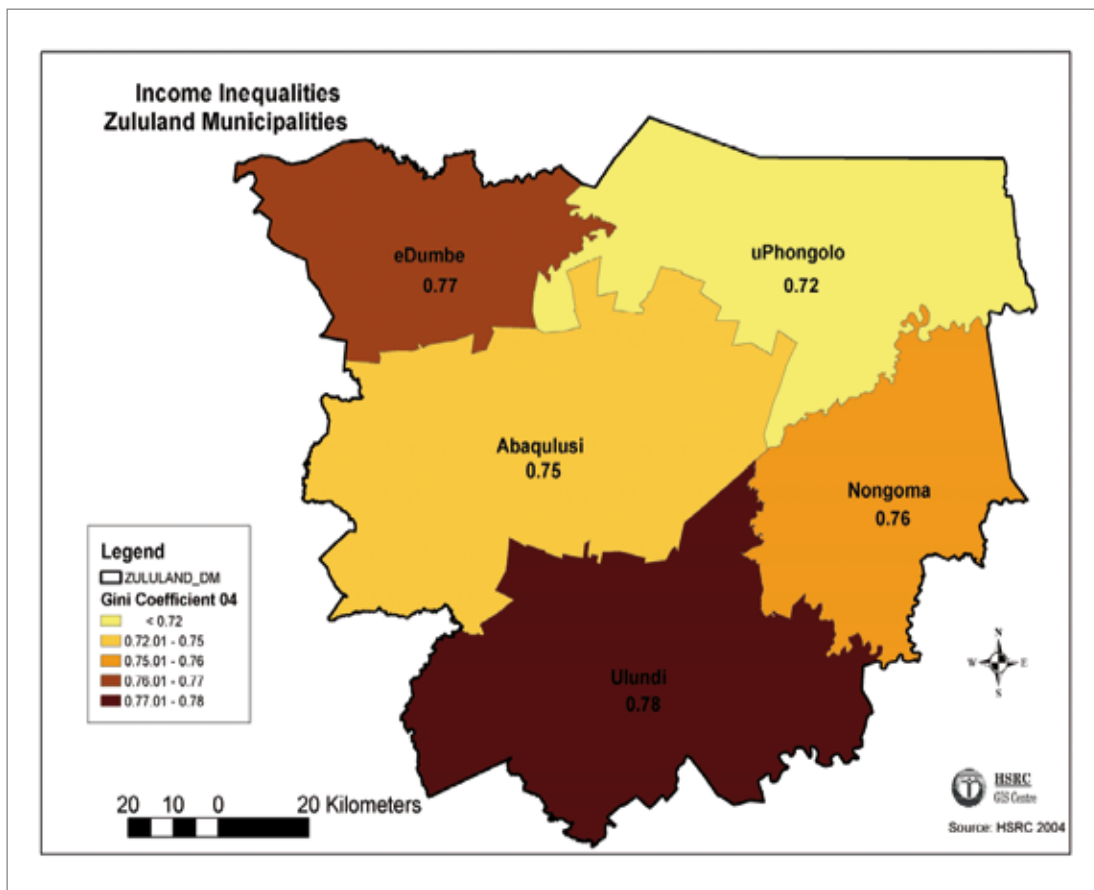 Income Inequalities
Zululand Municipalities
eDumbe
0.77
uPhongolo
0.72
Abaqulusi
0.75
Nongoma
0.76
Ulundi
0.78
Legend
ZULULAND_DM
Gini Coefficient 04
< 0.72
0.72.01 - 0.75
0.75.01 - 0.76
0.76.01 - 0.77
0.77.01 - 0.78
N
W E
S
20 10 0 20 Kilometers
HSRC
GIS Centre
Source: HSRC 2004